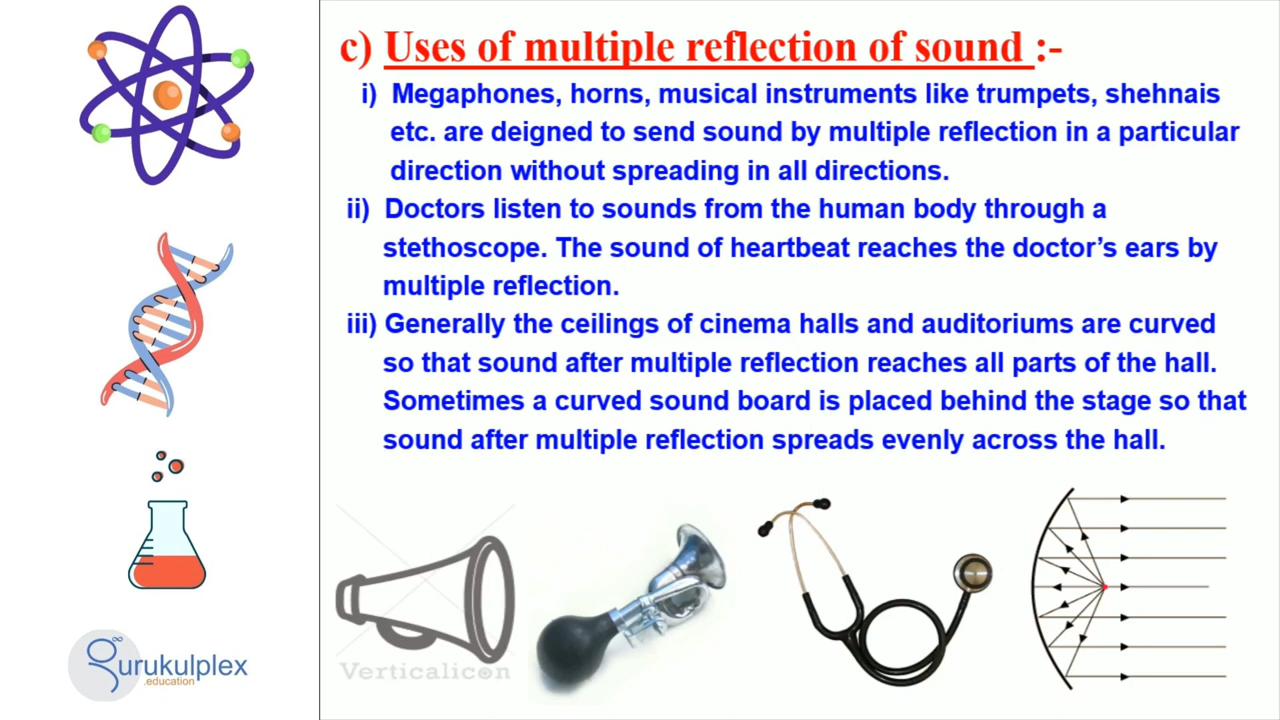 c) Uses of multiple reflection of sound :-
i) Megaphones, horns, musical instruments like trumpets, shehnais
etc. are deigned to send sound by multiple reflection in a particular
direction without spreading in all directions.
ii) Doctors listen to sounds from the human body through a
stethoscope. The sound of heartbeat reaches the doctor’s ears by
multiple reflection.
iii) Generally the ceilings of cinema halls and auditoriums are curved
so that sound after multiple reflection reaches all parts of the hall.
Sometimes a curved sound board is placed behind the stage so that
sound after multiple reflection spreads evenly across the hall.
Verticalicon
gurukulplex
.education